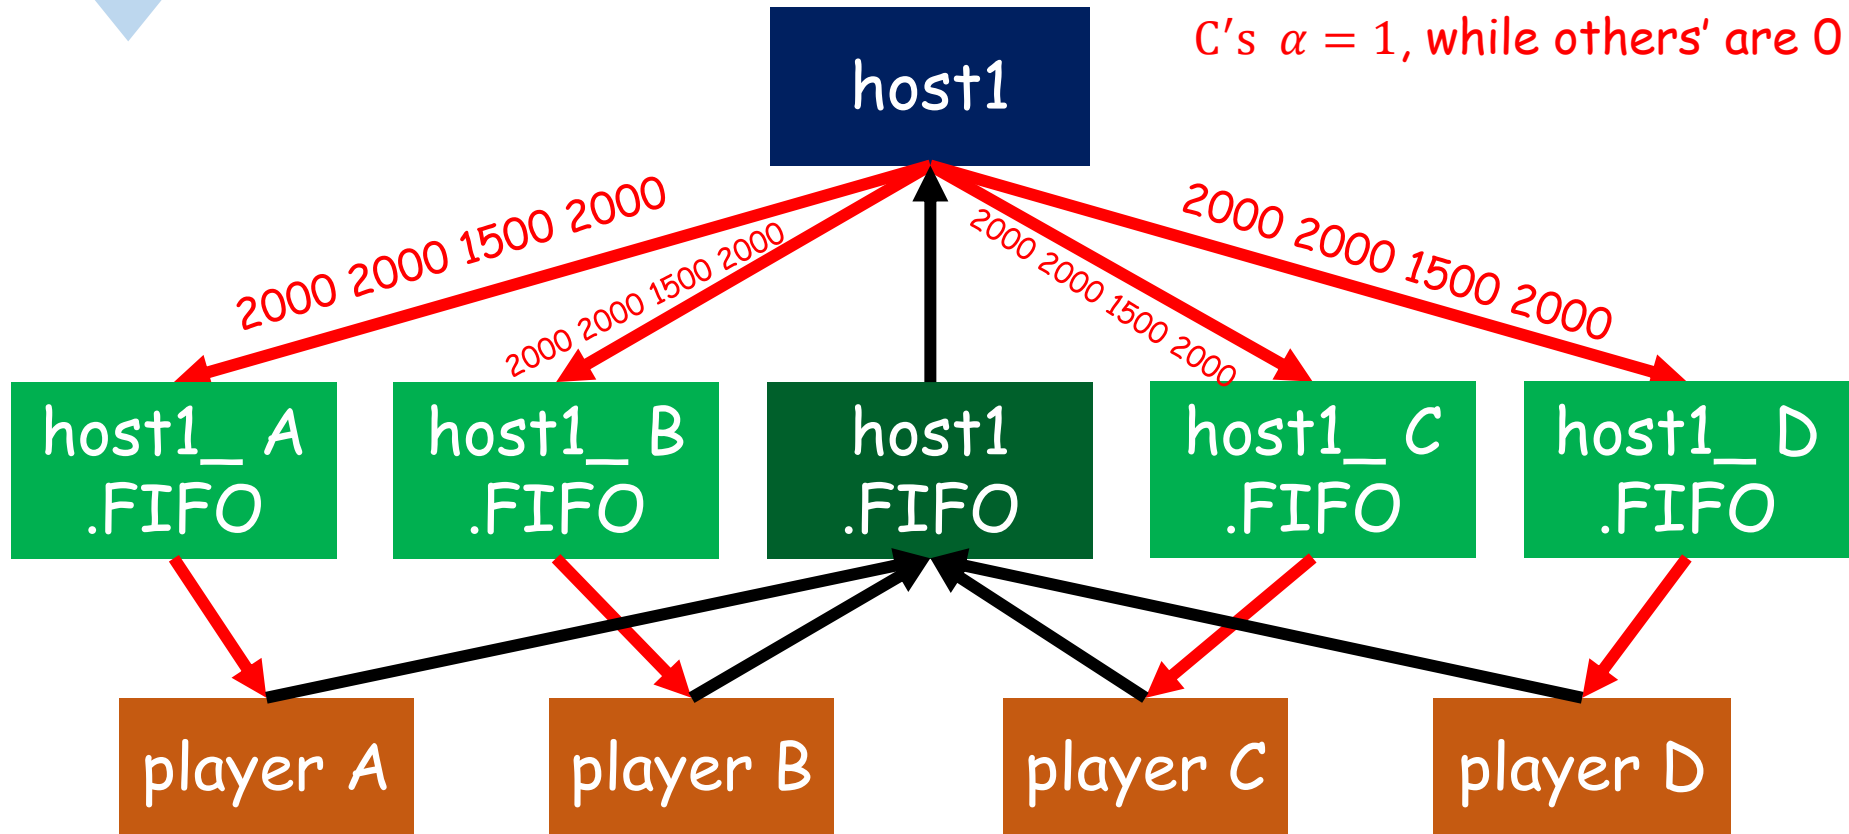 host1
C's α = 1, while others' are 0
2000 2000 1500 2000
2000 2000 1500 2000
2000 2000 1500 2000
2000 2000 1500 2000
host1_ A
.FIFO
host1_ B
.FIFO
host1
.FIFO
host1_ C
.FIFO
host1_ D
.FIFO
player A
player B
player C
player D